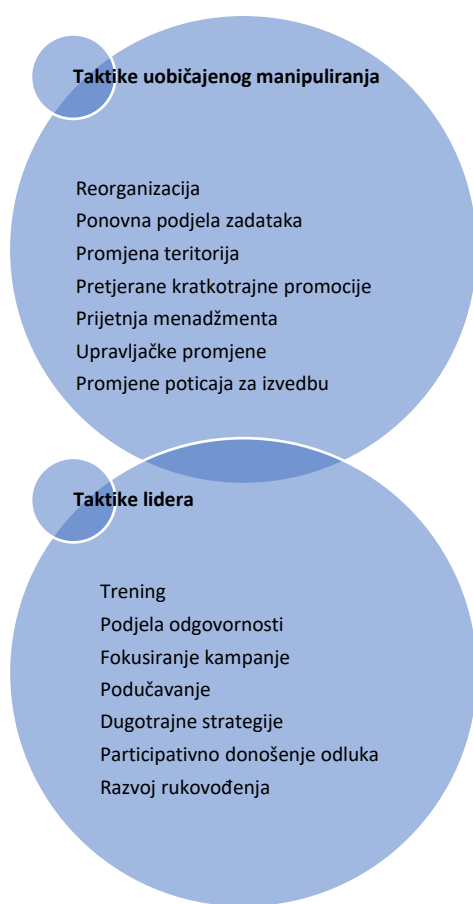 Taktike uobičajenog manipuliranja
Reorganizacija
Ponovna podjela zadataka
Promjena teritorija
Pretjerane kratkotrajne promocije
Prijetnja menadžmenta
Upravljačke promjene
Promjene poticaja za izvedbu
Taktike lidera
Trening
Podjela odgovornosti
Fokusiranje kampanje
Podučavanje
Dugotrajne strategije
Participativno donošenje odluka
Razvoj rukovođenja